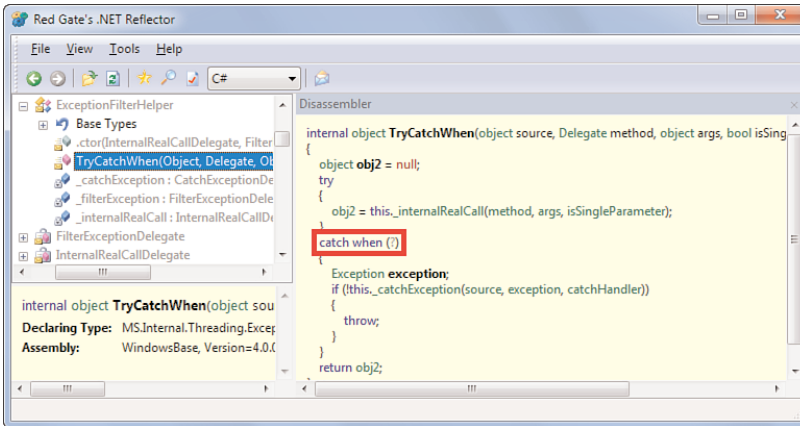 Red Gate's .NET Reflector
File View Tools Help
C#
ExceptionFilterHelper
Base Types
.ctor(InternalRealCallDelegate, Filter
TryCatchWhen(Object, Delegate, Ob
_catchException : CatchExceptionDe
_filterException : FilterExceptionDele
_internalRealCall : InternalRealCallDe
FilterExceptionDelegate
InternalRealCallDelegate
internal object TryCatchWhen(object sou
Declaring Type: MS.Internal.Threading.Excep
Assembly: WindowsBase, Version=4.0.0
Disassembler
internal object TryCatchWhen(object source, Delegate method, object args, bool isSing
{
object obj2 = null;
try
{
obj2 = this._internalRealCall(method, args, isSingleParameter);
}
catch when (?)
{
Exception exception;
if (!this._catchException(source, exception, catchHandler))
{
throw;
}
}
return obj2;